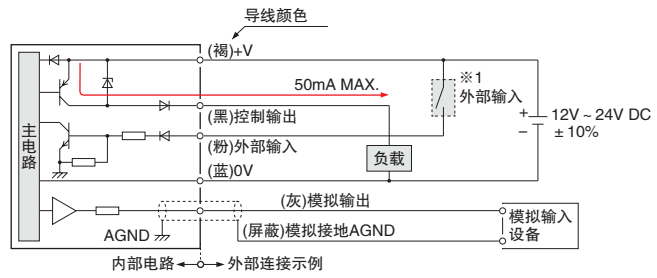 导线颜色
(褐)+V
50mA MAX.
※1
外部输入
(黑)控制输出
+
12V ~ 24V DC
−
± 10%
主电路
(粉)外部输入
负载
(蓝)0V
(灰)模拟输出
模拟输入
设备
AGND
(屏蔽)模拟接地AGND
内部电路
外部连接示例